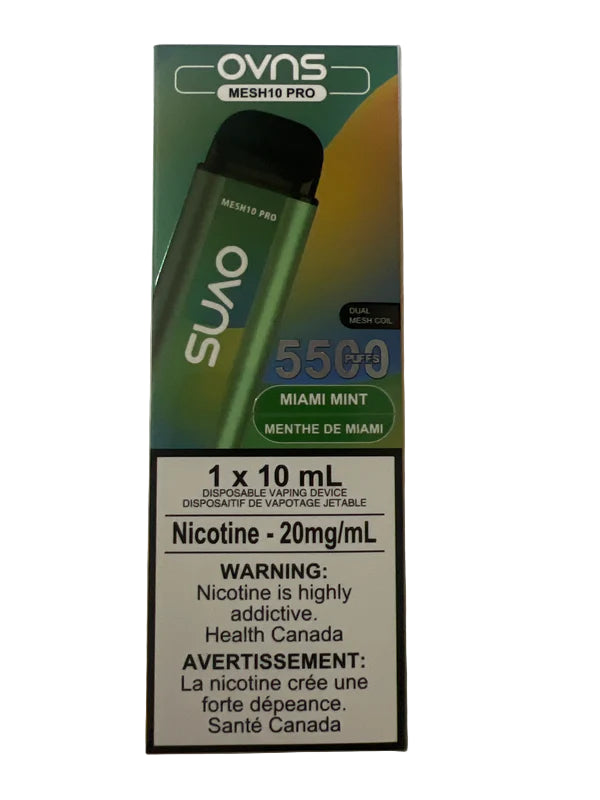 OVNS
MESH10 PRO
MESH10 PRO
OVNS
DUAL
MESH COIL
5500
PUFFS
MIAMI MINT
MENTHE DE MIAMI
1 x 10 mL
DISPOSABLE VAPING DEVICE
DISPOSAITIF DE VAPOTAGE JETABLE
Nicotine - 20mg/mL
WARNING:
Nicotine is highly
addictive.
Health Canada
AVERTISSEMENT:
La nicotine crée une
forte dépeance.
Santé Canada